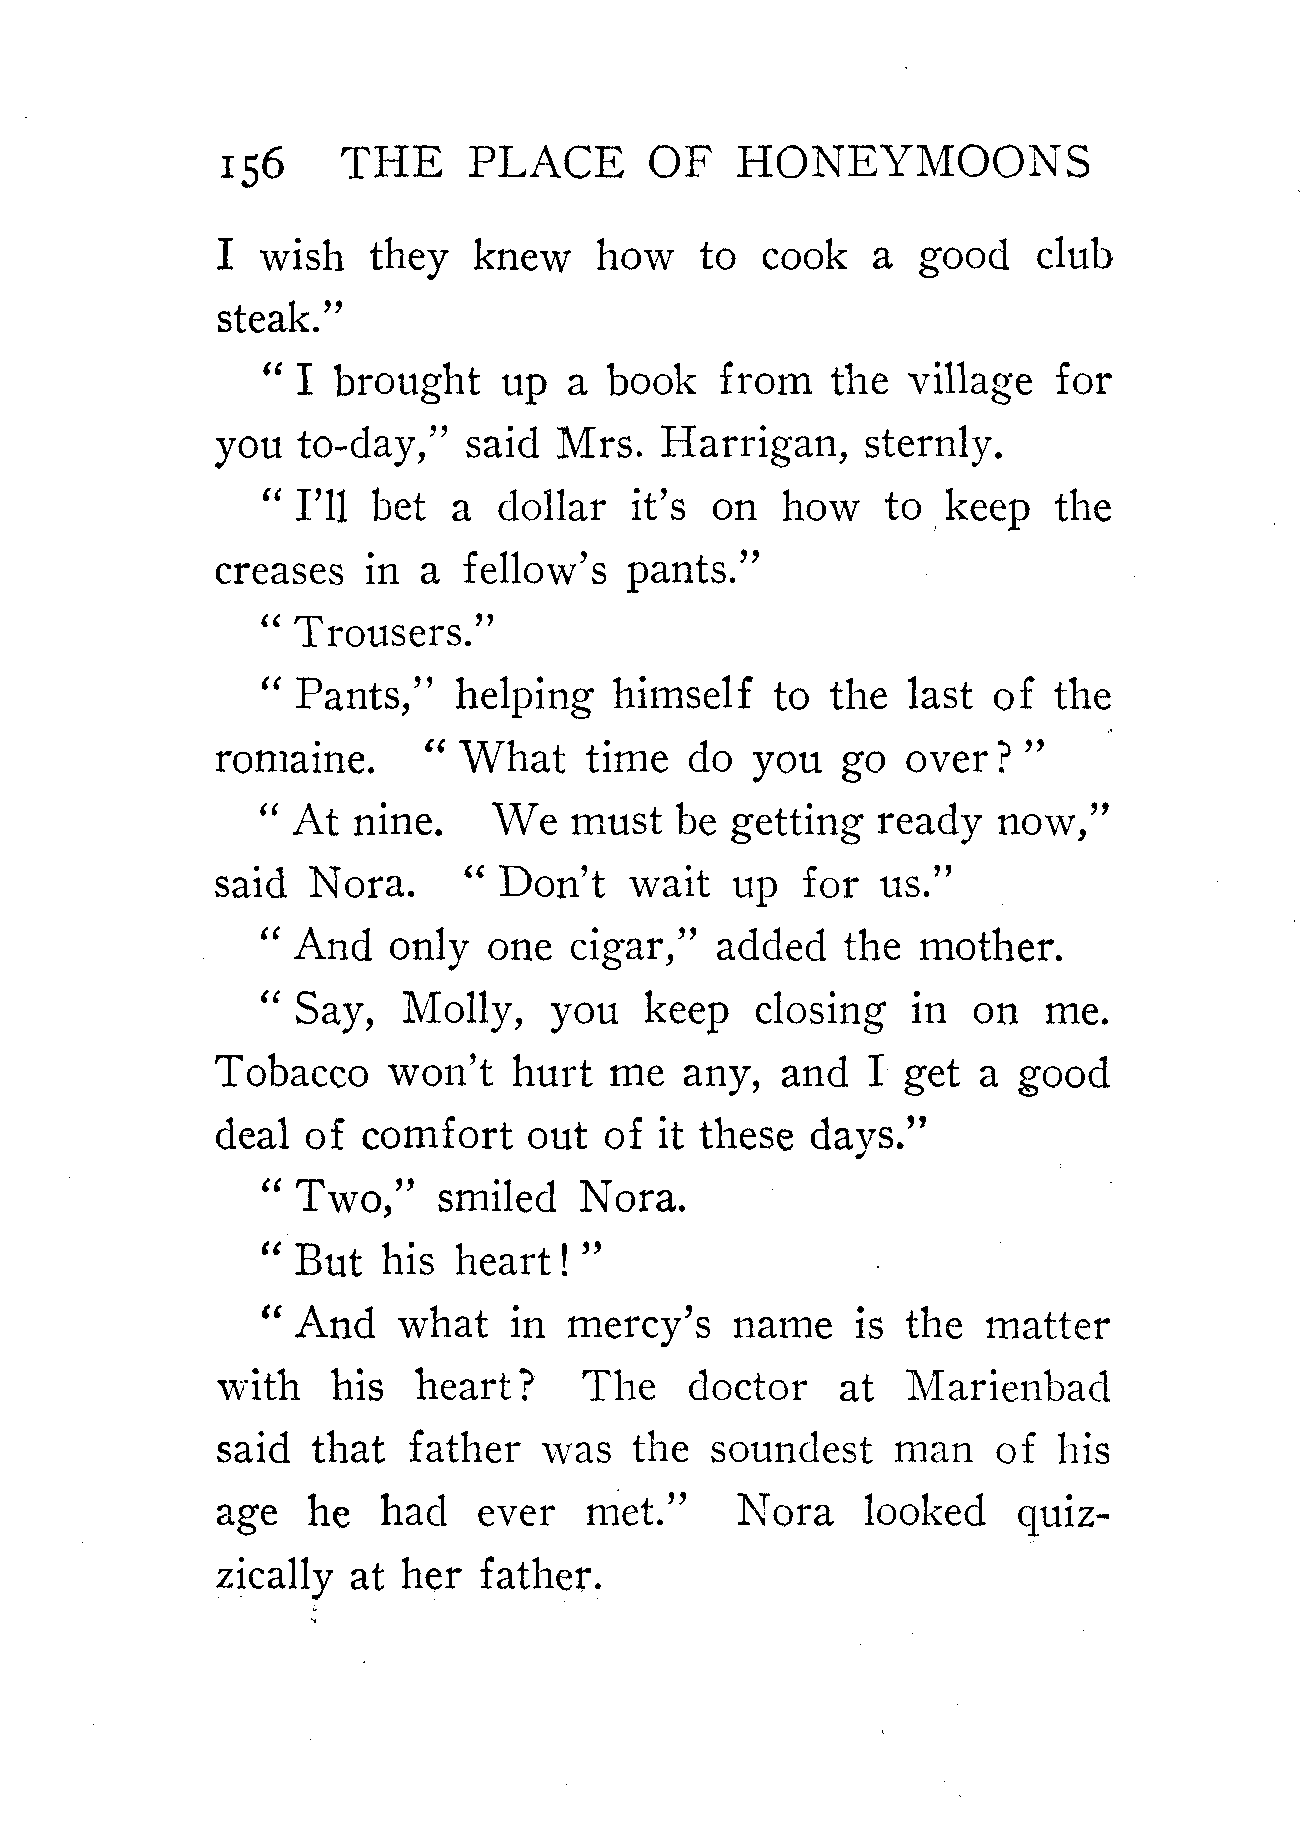 156 THE PLACE OF HONEYMOONS
I wish they knew how to cook a good club
steak."
" I brought up a book from the village for
you to-day," said Mrs. Harrigan, sternly.
" I'll bet a dollar it's on how to keep the
creases in a fellow's pants."
" Trousers."
" Pants," helping himself to the last of the
romaine. " What time do you go over? "
" At nine. We must be getting ready now,"
said Nora. " Don't wait up for us."
" And only one cigar," added the mother.
" Say, Molly, you keep closing in on me.
Tobacco won't hurt me any, and I get a good
deal of comfort out of it these days."
" Two," smiled Nora.
" But his heart! "
" And what in mercy's name is the matter
with his heart? The doctor at Marienbad
said that father was the soundest man of his
age he had ever met." Nora looked quiz-
zically at her father.